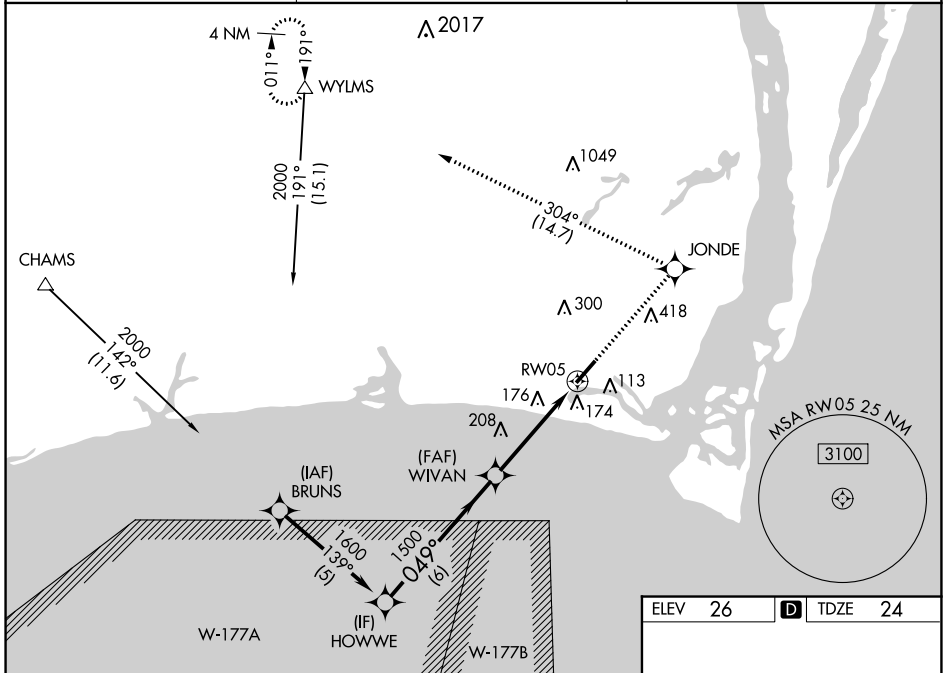 4 NM
011°
191°
WYLMS
2017
2000
191°
(15.1)
1049
304°
(14.7)
JONDE
CHAMS
2000
142°
(11.6)
300
418
RW05
113
176
174
208
MSA RW05 25 NM
3100
(FAF)
WIVAN
(IAF)
BRUNS
1600
139°
(5)
1500
049°
(6)
(IF)
HOWWE
W-177A
W-177B
ELEV 26 D TDZE 24